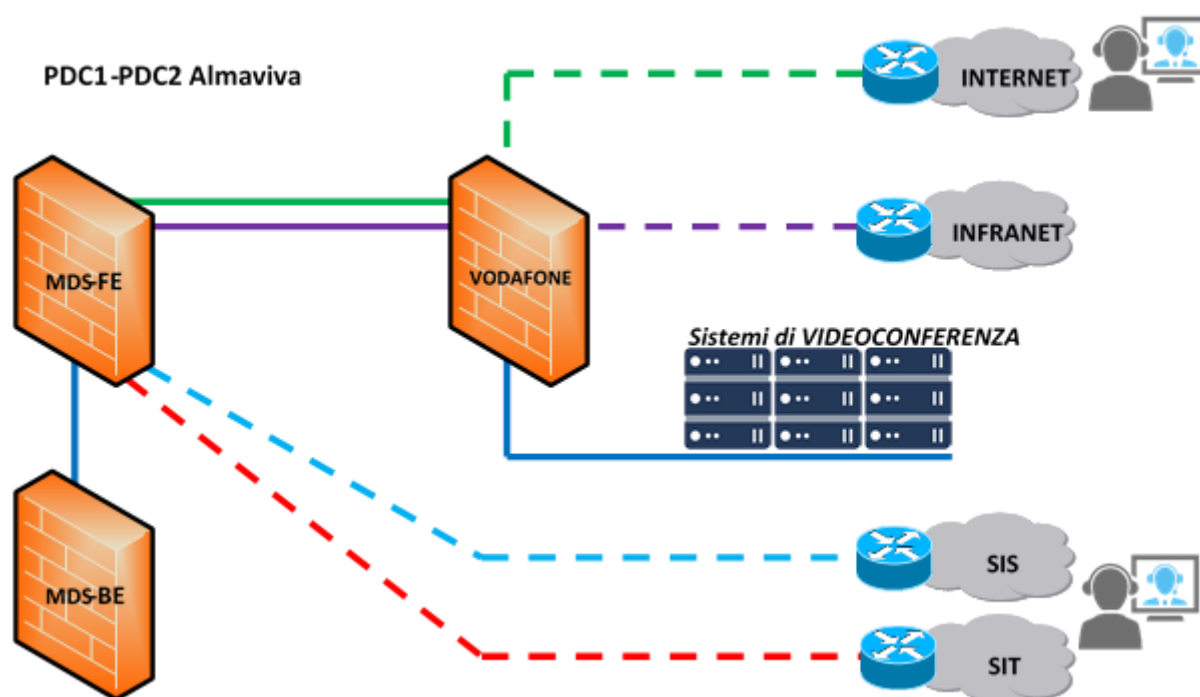 PDC1-PDC2 Almaviva
INTERNET
INFRANET
MDS-FE
VODAFONE
Sistemi di VIDEOCONFERENZA
SIS
MDS-BE
SIT